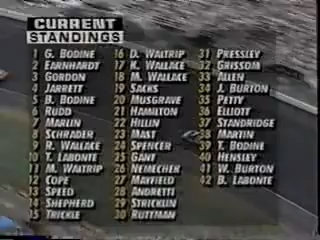 CURRENT
STANDINGS
1 G. BODINE
2 EARNHARDT
3 GORDON
4 JARRETT
5 B. BODINE
6 RUDD
7 MARLIN
8 SCHRADER
9 R. WALLACE
10 T. LABONTE
11 M. WALTRIP
12 COPE
13 SPEED
14 SHEPHERD
15 TRICKLE
16 D. WALTRIP
17 K. WALLACE
18 M. WALLACE
19 SACKS
20 MUSGRAVE
21 HAMILTON
22 HILLIN
23 MAST
24 SPENCER
25 GANT
26 NEMECHEK
27 MAYFIELD
28 ANDRETTI
29 STRICKLIN
30 RUTTMAN
31 PRESSLEY
32 GRISSOM
33 ALLEN
34 J. BURTON
35 PETTY
36 ELLIOTT
37 STANDRIDGE
38 MARTIN
39 T. BODINE
40 HENSLEY
41 W. BURTON
42 B. LABONTE